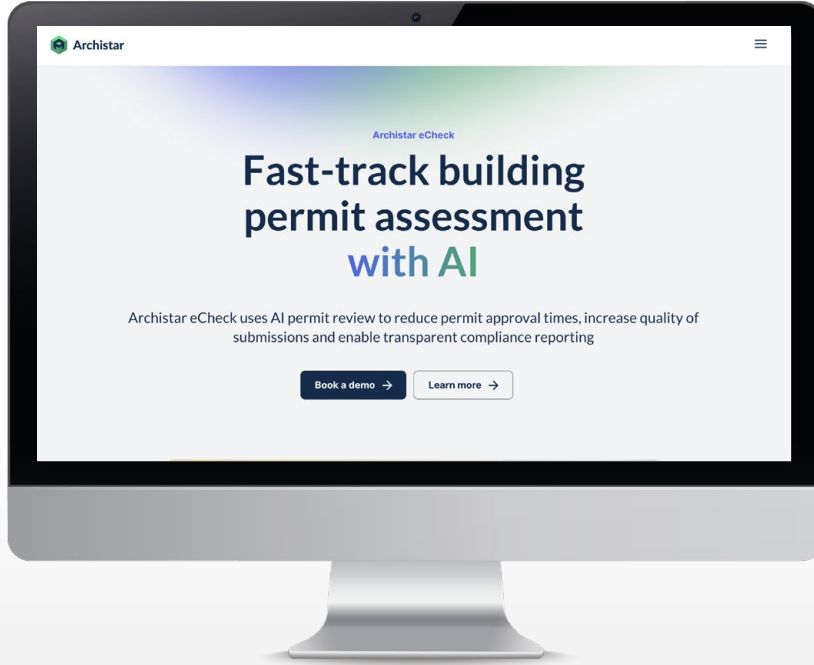 Archistar
Archistar eCheck
Fast-track building
permit assessment
with AI
Archistar eCheck uses AI permit review to reduce permit approval times, increase quality of
submissions and enable transparent compliance reporting
Book a demo →
Learn more →